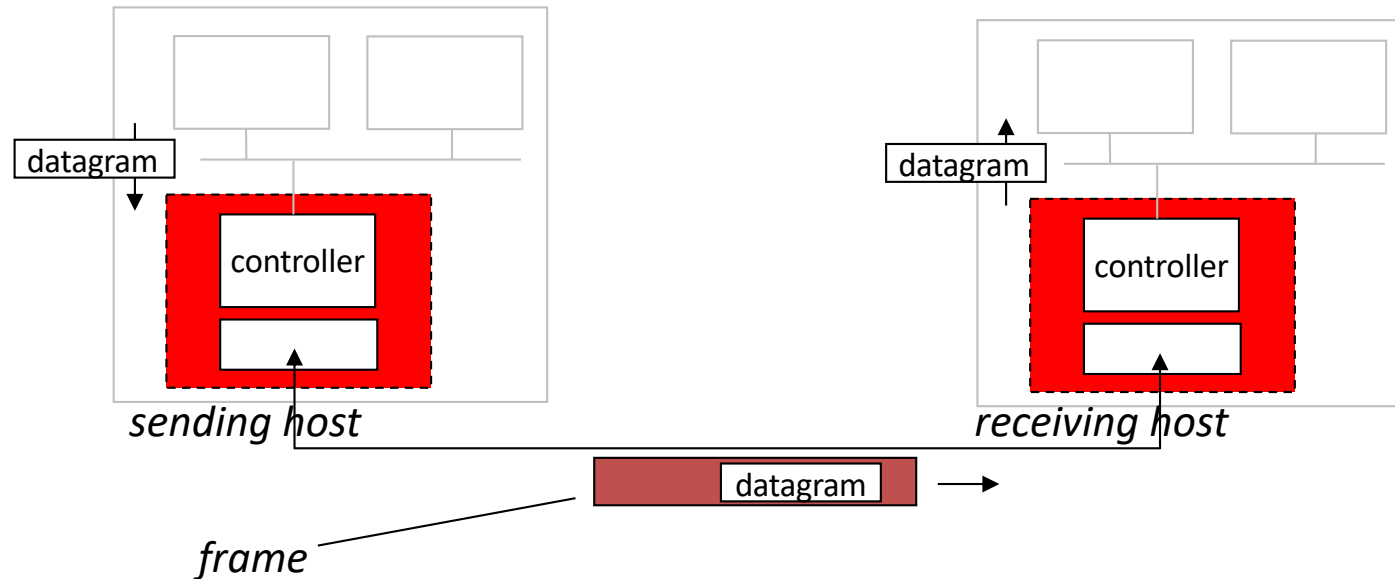 datagram
datagram
controller
controller
sending host
receiving host
datagram
frame